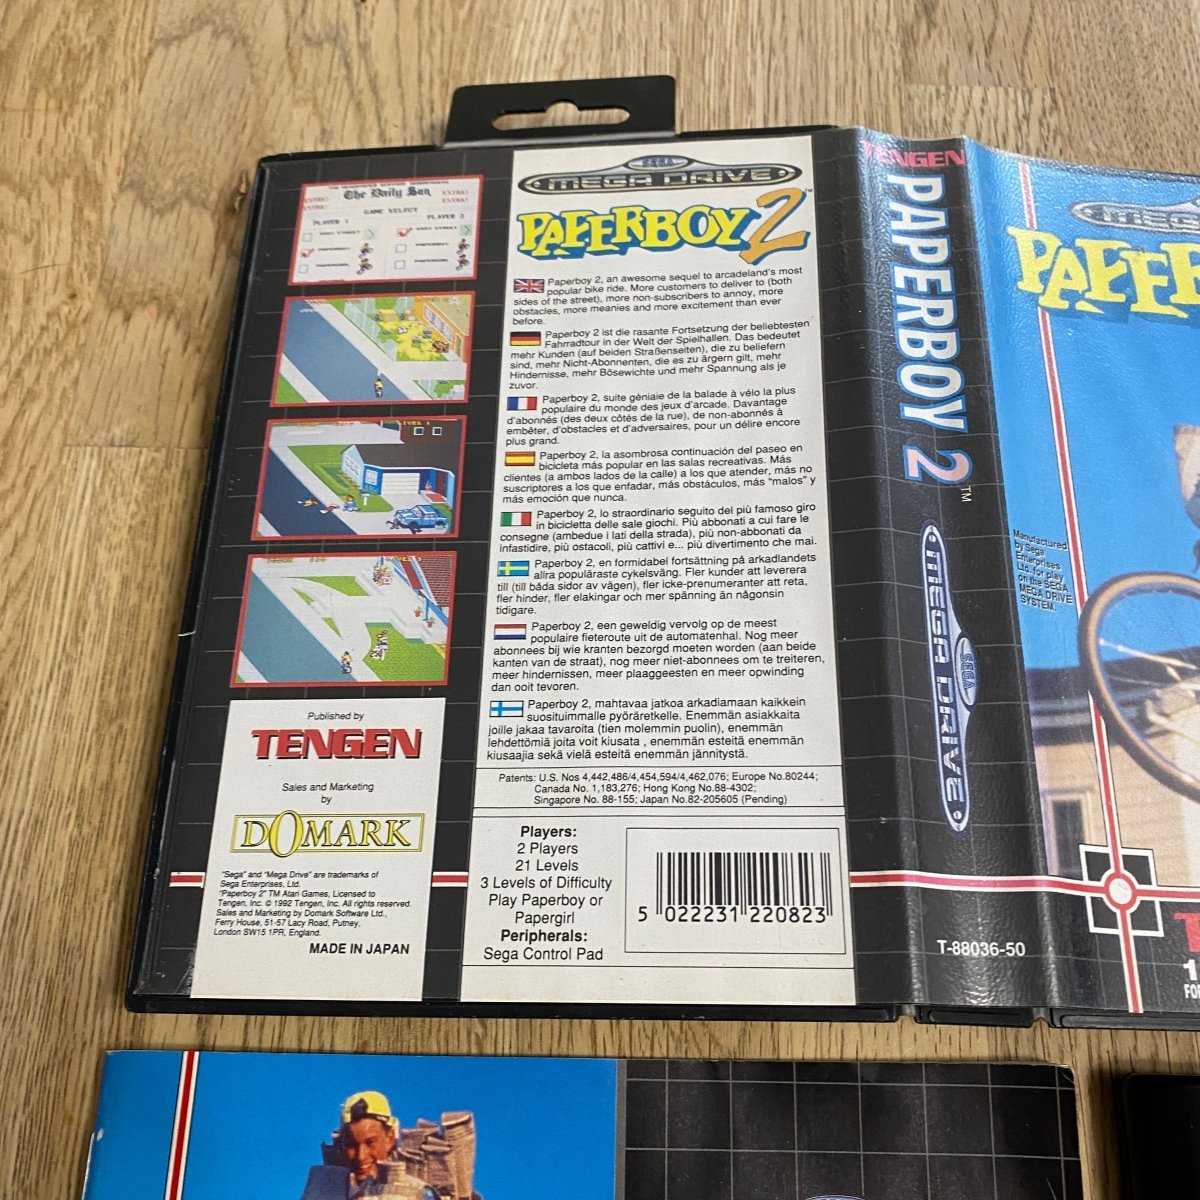 The Daily Sun
EXTRA!
EXTRA!
EXTRA!
EXTRA!
GAME SELECT
PLAYER 1
PLAYER 2
EASY STREET
EASY STREET
PAPERBOY
PAPERBOY
PAPERGIRL
PAPERGIRL
Published by
TENGEN
Sales and Marketing
by
DOMARK
"Sega" and "Mega Drive" are trademarks of
Sega Enterprises, Ltd.
"Paperboy 2" TM Atari Games, Licensed to
Tengen, Inc. © 1992 Tengen, Inc. All rights reserved.
Sales and Marketing by Domark Software Ltd.,
Ferry House, 51-57 Lacy Road, Putney,
London SW15 1PR, England.
MADE IN JAPAN
SEGA
MEGA DRIVE
PAPERBOY 2™
Paperboy 2, an awesome sequel to arcadeland's most
popular bike ride. More customers to deliver to (both
sides of the street), more non-subscribers to annoy, more
obstacles, more meanies and more excitement than ever
before.
Paperboy 2 ist die rasante Fortsetzung der beliebtesten
Fahrradtour in der Welt der Spielhallen. Das bedeutet
mehr Kunden (auf beiden Straßenseiten), die zu beliefern
sind, mehr Nicht-Abonnenten, die es zu ärgern gilt, mehr
Hindernisse, mehr Bösewichte und mehr Spannung als je
zuvor.
Paperboy 2, suite géniale de la balade à vélo la plus
populaire du monde des jeux d'arcade. Davantage
d'abonnés (des deux côtés de la rue), de non-abonnés à
embêter, d'obstacles et d'adversaires, pour un délire encore
plus grand.
Paperboy 2, la asombrosa continuación del paseo en
bicicleta más popular en las salas recreativas. Más
clientes (a ambos lados de la calle) a los que atender, más no
suscriptores a los que enfadar, más obstáculos, más "malos" y
más emoción que nunca.
Paperboy 2, lo straordinario seguito del più famoso giro
in bicicletta delle sale giochi. Più abbonati a cui fare le
consegne (ambedue i lati della strada), più non-abbonati da
infastidire, più ostacoli, più cattivi e... più divertimento che mai.
Paperboy 2, en formidabel fortsättning på arkadlandets
allra populäraste cykelsväng. Fler kunder att leverera
till (till båda sidor av vägen), fler icke-prenumeranter att reta,
fler hinder, fler elakingar och mer spänning än någonsin
tidigare.
Paperboy 2, een geweldig vervolg op de meest
populaire fieteroute uit de automatenhal. Nog meer
abonnees bij wie kranten bezorgd moeten worden (aan beide
kanten van de straat), nog meer niet-abonnees om te treiteren,
meer hindernissen, meer plaaggeesten en meer opwinding
dan ooit tevoren.
Paperboy 2, mahtavaa jatkoa arkadiamaan kaikkein
suosituimmalle pyöräretkelle. Enemmän asiakkaita
joille jakaa tavaroita (tien molemmin puolin), enemmän
lehdettömiä joita voit kiusata , enemmän esteitä enemmän
kiusaajia sekä vielä esteitä enemmän jännitystä.
Patents: U.S. Nos 4,442,486/4,454,594/4,462,076; Europe No.80244;
Canada No. 1,183,276; Hong Kong No.88-4302;
Singapore No. 88-155; Japan No.82-205605 (Pending)
Players:
2 Players
21 Levels
3 Levels of Difficulty
Play Paperboy or
Papergirl
Peripherals:
Sega Control Pad
5 022231 220823
TENGEN
PAPERBOY 2™
SEGA
MEGA DRIVE
T-88036-50
Manufactured
by Sega
Enterprises
Ltd. for play
on the SEGA
MEGA DRIVE
SYSTEM.